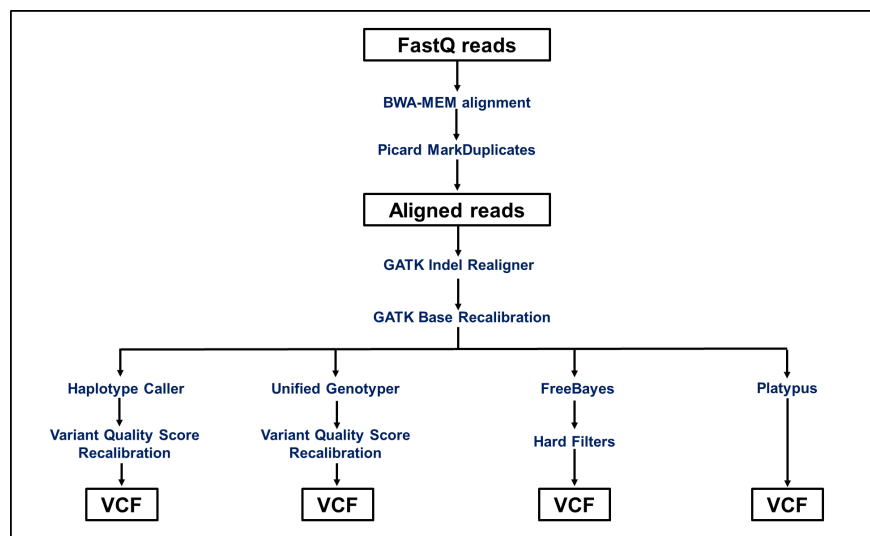 FastQ reads
BWA-MEM alignment
Picard MarkDuplicates
Aligned reads
GATK Indel Realigner
GATK Base Recalibration
Haplotype Caller
Unified Genotyper
FreeBayes
Platypus
Variant Quality Score
Recalibration
Variant Quality Score
Recalibration
Hard Filters
VCF
VCF
VCF
VCF